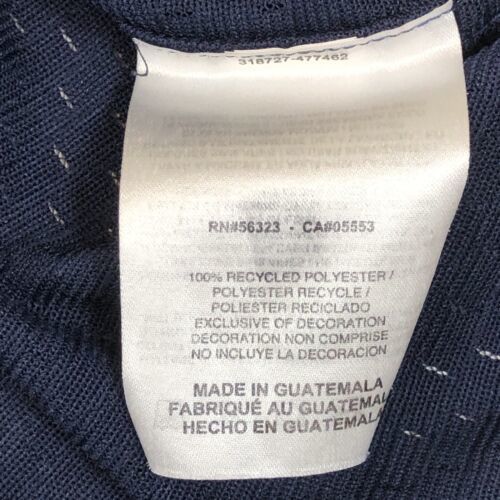 318727-477462
RN#56323 - CA#05553
100% RECYCLED POLYESTER /
POLYESTER RECYCLE /
POLIESTER RECICLADO
EXCLUSIVE OF DECORATION
DECORATION NON COMPRISE
NO INCLUYE LA DECORACION
MADE IN GUATEMALA
FABRIQUÉ AU GUATEMALA
HECHO EN GUATEMALA